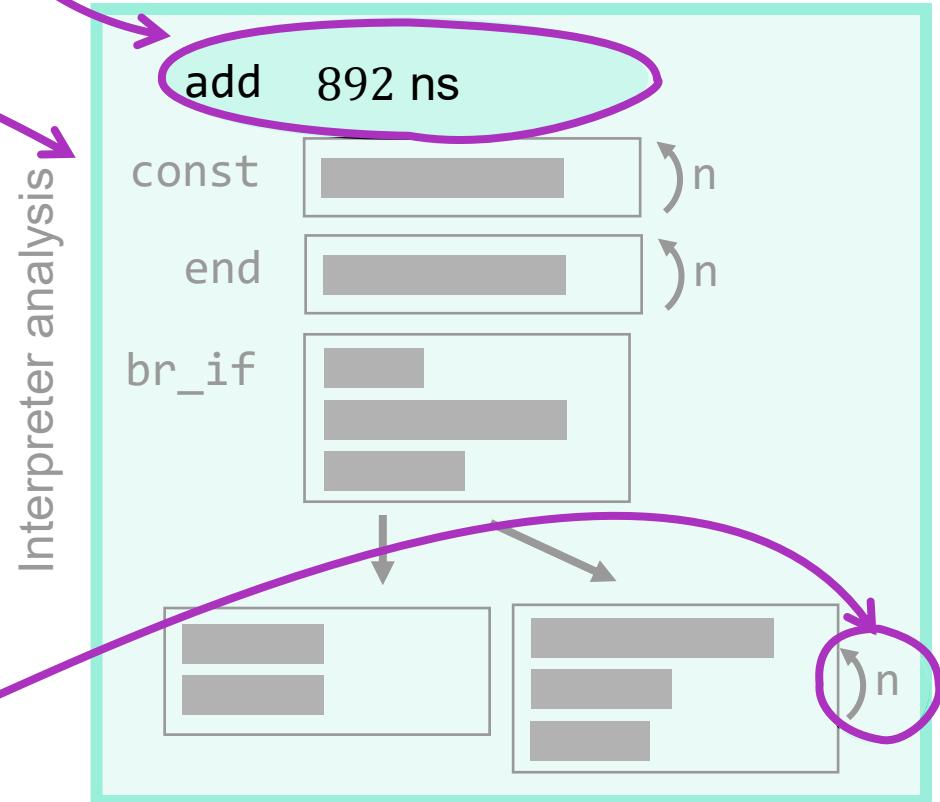 add 892 ns
const n
end n
br_if
n
Interpreter analysis